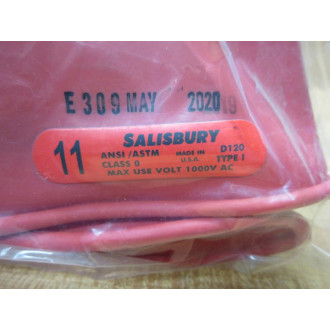 E 309 MAY 2020
SALISBURY
11 ANSI/ASTM MADE IN D120
CLASS 0 U.S.A. TYPE I
MAX USE VOLT 1000V AC